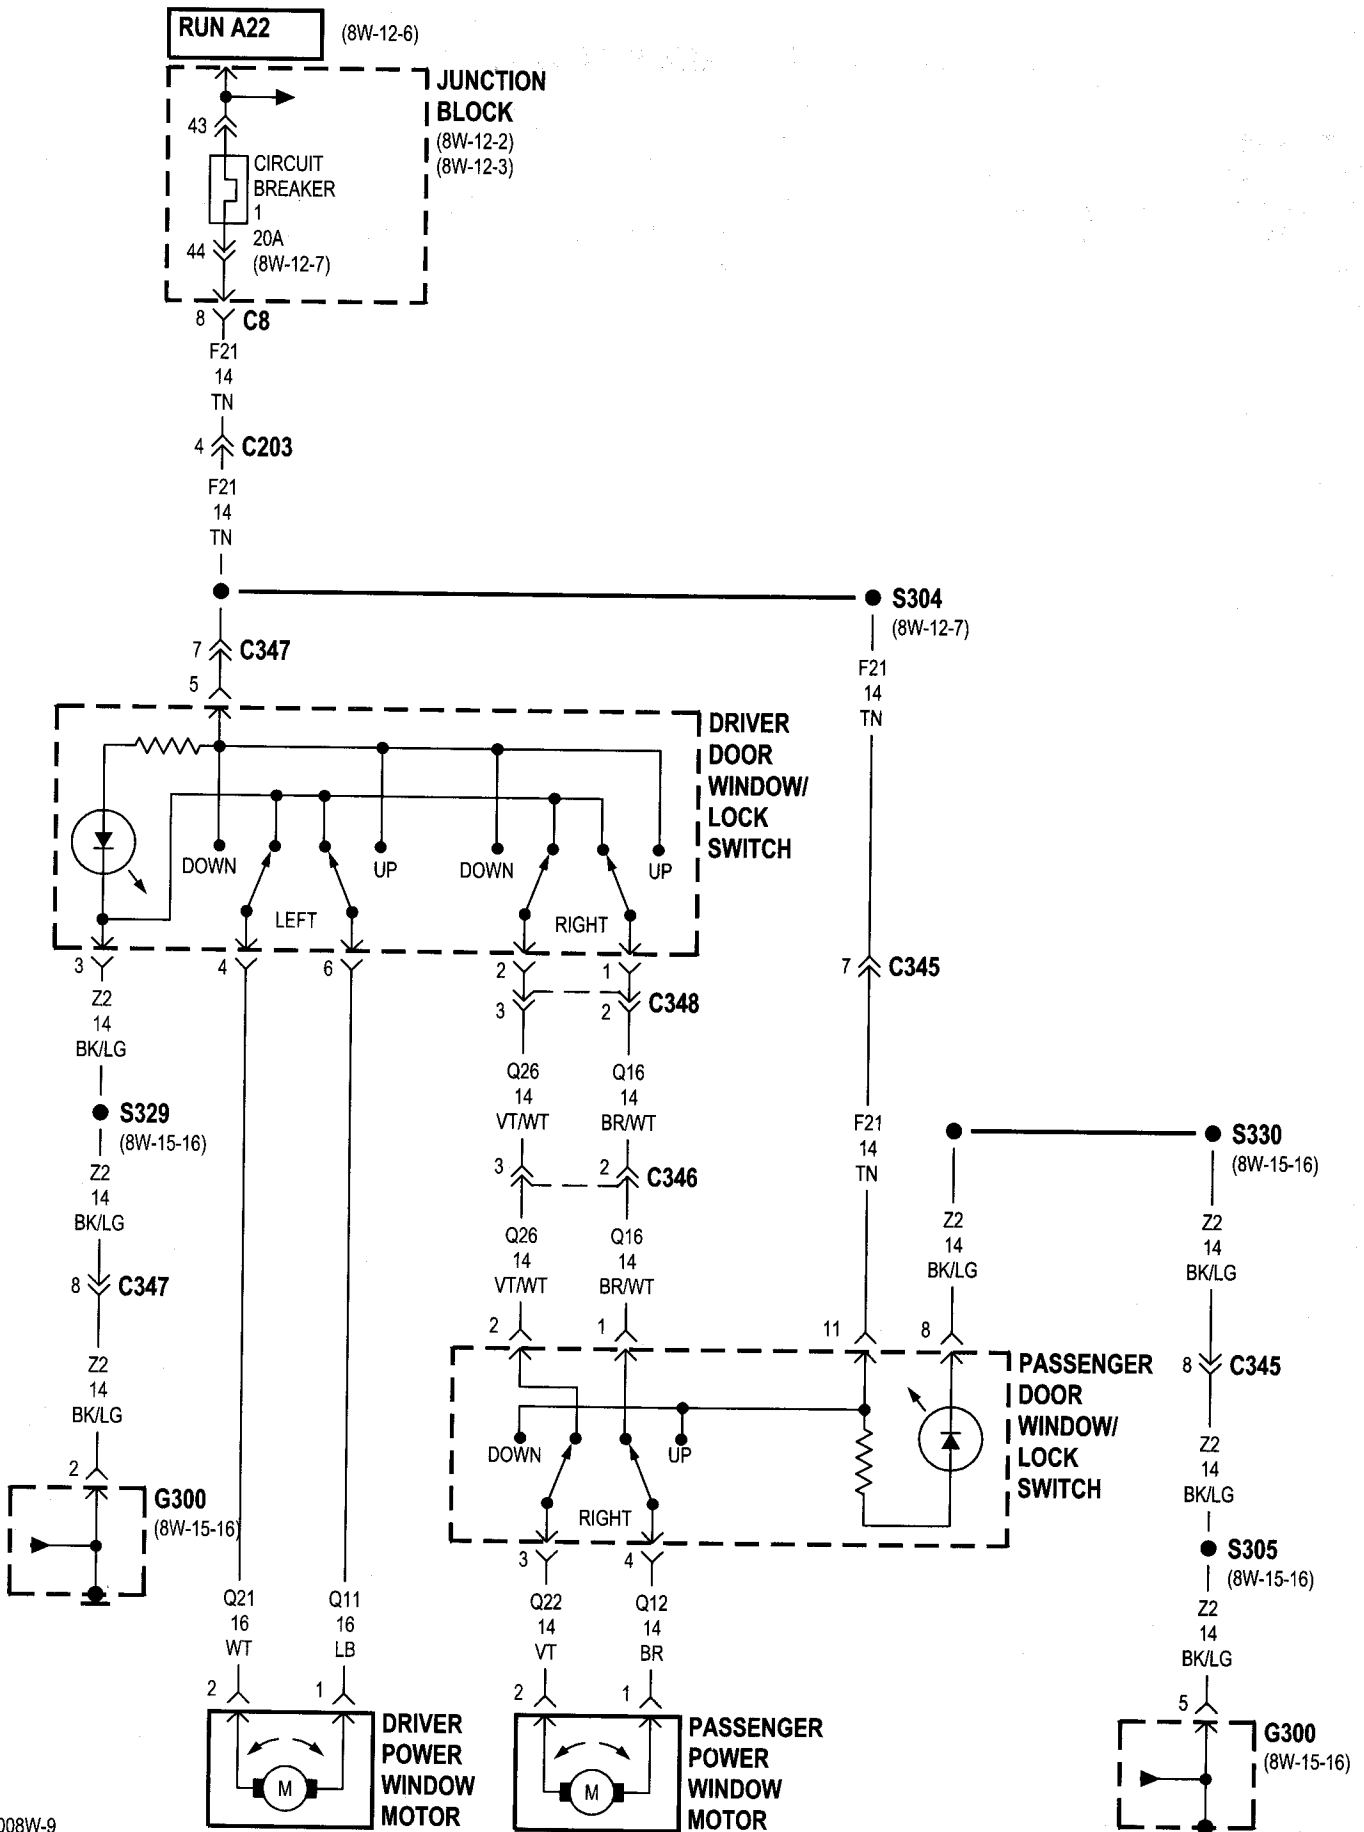 RUN A22
(8W-12-6)
JUNCTION
BLOCK
(8W-12-2)
(8W-12-3)
43
CIRCUIT
BREAKER
1
20A
(8W-12-7)
44
8
C8
F21
14
TN
4
C203
F21
14
TN
S304
(8W-12-7)
7
C347
5
F21
14
TN
DRIVER
DOOR
WINDOW/
LOCK
SWITCH
DOWN
UP
DOWN
UP
LEFT
RIGHT
3
4
6
2
1
7
C345
3
2
C348
Z2
14
BK/LG
Q26
14
VT/WT
Q16
14
BR/WT
S329
(8W-15-16)
F21
14
TN
S330
(8W-15-16)
3
2
C346
Z2
14
BK/LG
Q26
14
VT/WT
Q16
14
BR/WT
Z2
14
BK/LG
Z2
14
BK/LG
8
C347
2
1
11
8
8
C345
PASSENGER
DOOR
WINDOW/
LOCK
SWITCH
Z2
14
BK/LG
DOWN
UP
RIGHT
Z2
14
BK/LG
2
G300
(8W-15-16)
3
4
S305
(8W-15-16)
Q21
16
WT
Q11
16
LB
Q22
14
VT
Q12
14
BR
Z2
14
BK/LG
2
1
2
1
5
DRIVER
POWER
WINDOW
MOTOR
M
PASSENGER
POWER
WINDOW
MOTOR
M
G300
(8W-15-16)
008W-9